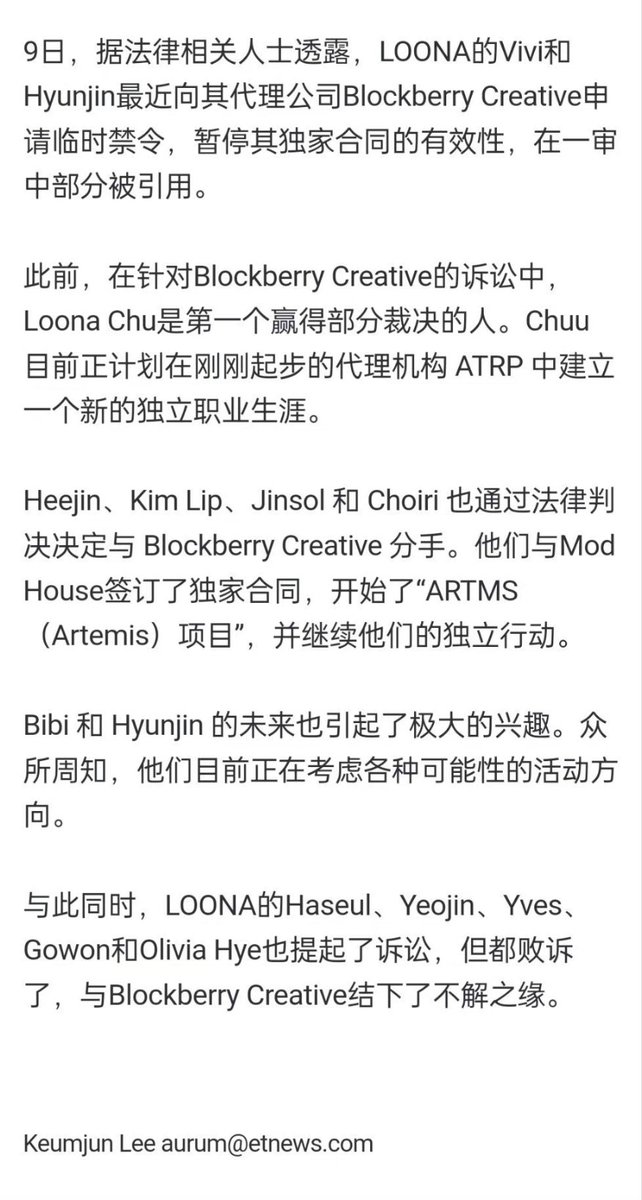 9日，据法律相关人士透露，LOONA的Vivi和
Hyunjin最近向其代理公司Blockberry Creative申
请临时禁令，暂停其独家合同的有效性，在一审
中部分被引用。
此前，在针对Blockberry Creative的诉讼中，
Loona Chu是第一个赢得部分裁决的人。Chuu
目前正计划在刚刚起步的代理机构 ATRP 中建立
一个新的独立职业生涯。
Heejin、Kim Lip、Jinsol 和 Choiri 也通过法律判
决决定与 Blockberry Creative 分手。他们与Mod
House签订了独家合同，开始了“ARTMS
（Artemis）项目”，并继续他们的独立行动。
Bibi 和 Hyunjin 的未来也引起了极大的兴趣。众
所周知，他们目前正在考虑各种可能性的活动方
向。
与此同时，LOONA的Haseul、Yeojin、Yves、
Gowon和Olivia Hye也提起了诉讼，但都败诉
了，与Blockberry Creative结下了不解之缘。
Keumjun Lee aurum@etnews.com